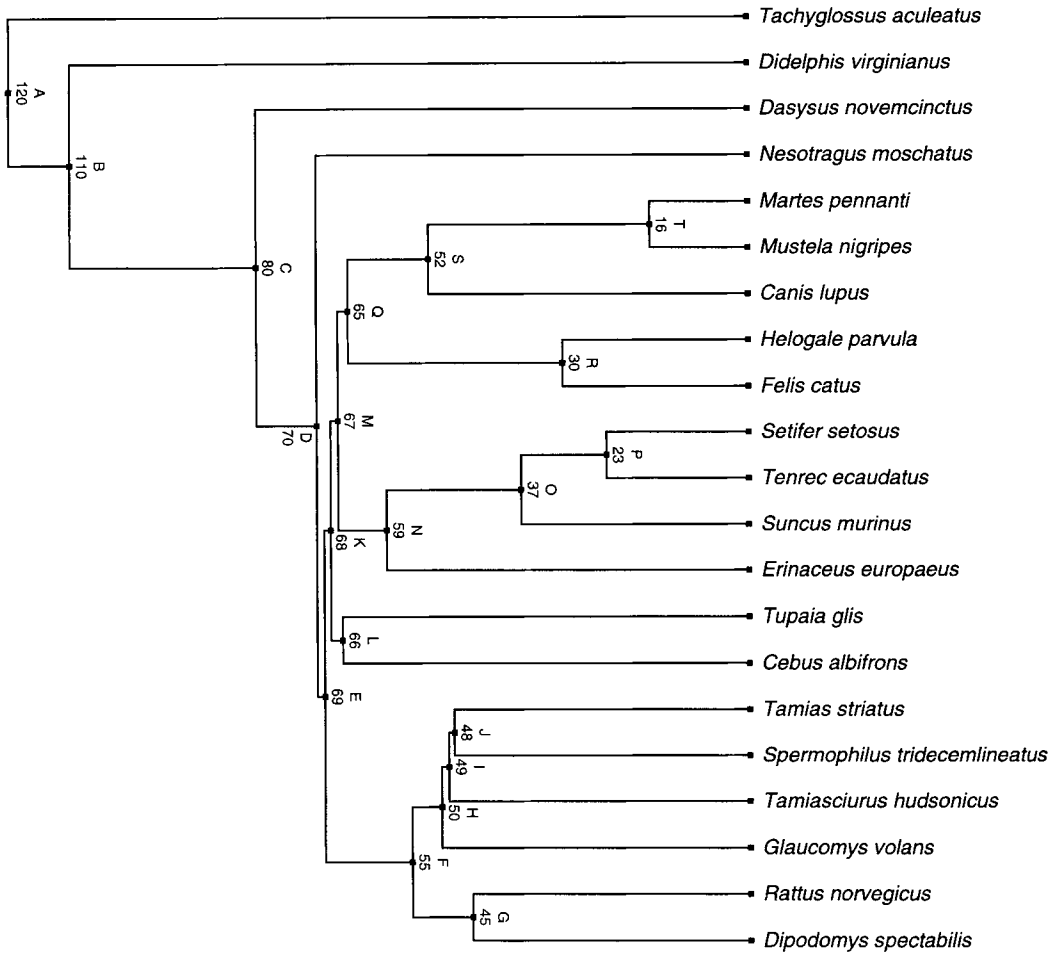 Tachyglossus aculeatus
Didelphis virginianus
A
120
Dasysus novemcinctus
B
110
Nesotragus moschatus
Martes pennanti
T
16
Mustela nigripes
S
52
C
80
Canis lupus
Q
65
Helogale parvula
R
30
Felis catus
M
67
D
70
Setifer setosus
P
23
Tenrec ecaudatus
O
37
Suncus murinus
N
59
K
68
Erinaceus europaeus
Tupaia glis
L
66
Cebus albifrons
E
69
Tamias striatus
J
48
Spermophilus tridecemlineatus
I
49
Tamiasciurus hudsonicus
H
50
Glaucomys volans
F
55
Rattus norvegicus
G
45
Dipodomys spectabilis